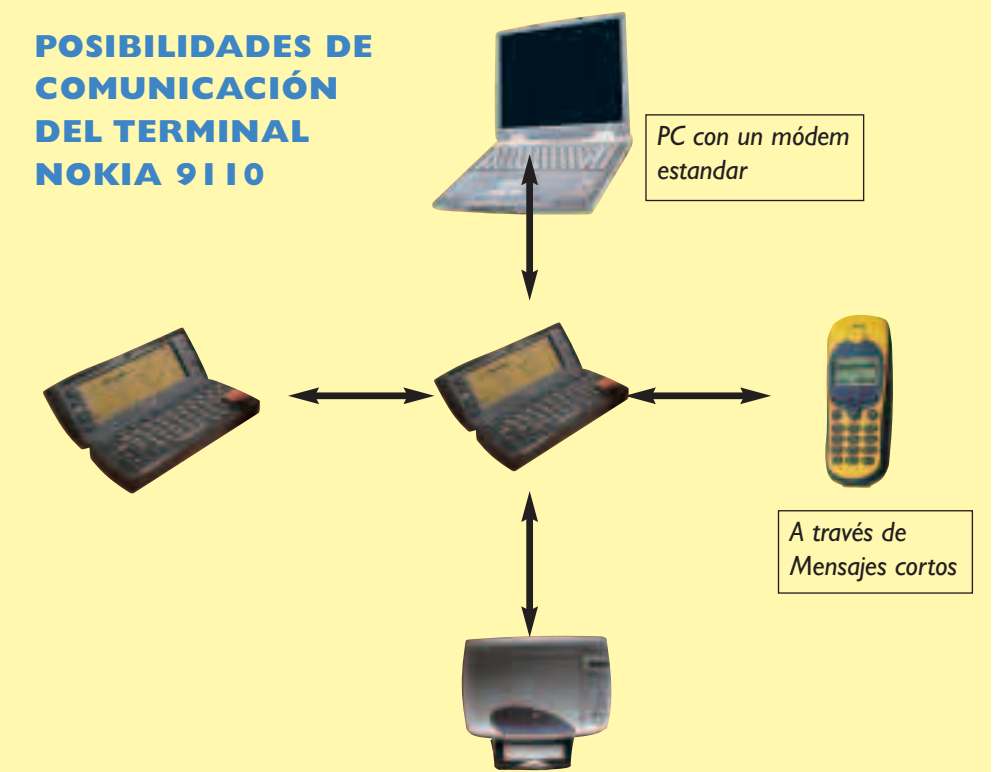 POSIBILIDADES DE
COMUNICACIÓN
DEL TERMINAL
NOKIA 9110
PC con un módem
estandar
A través de
Mensajes cortos